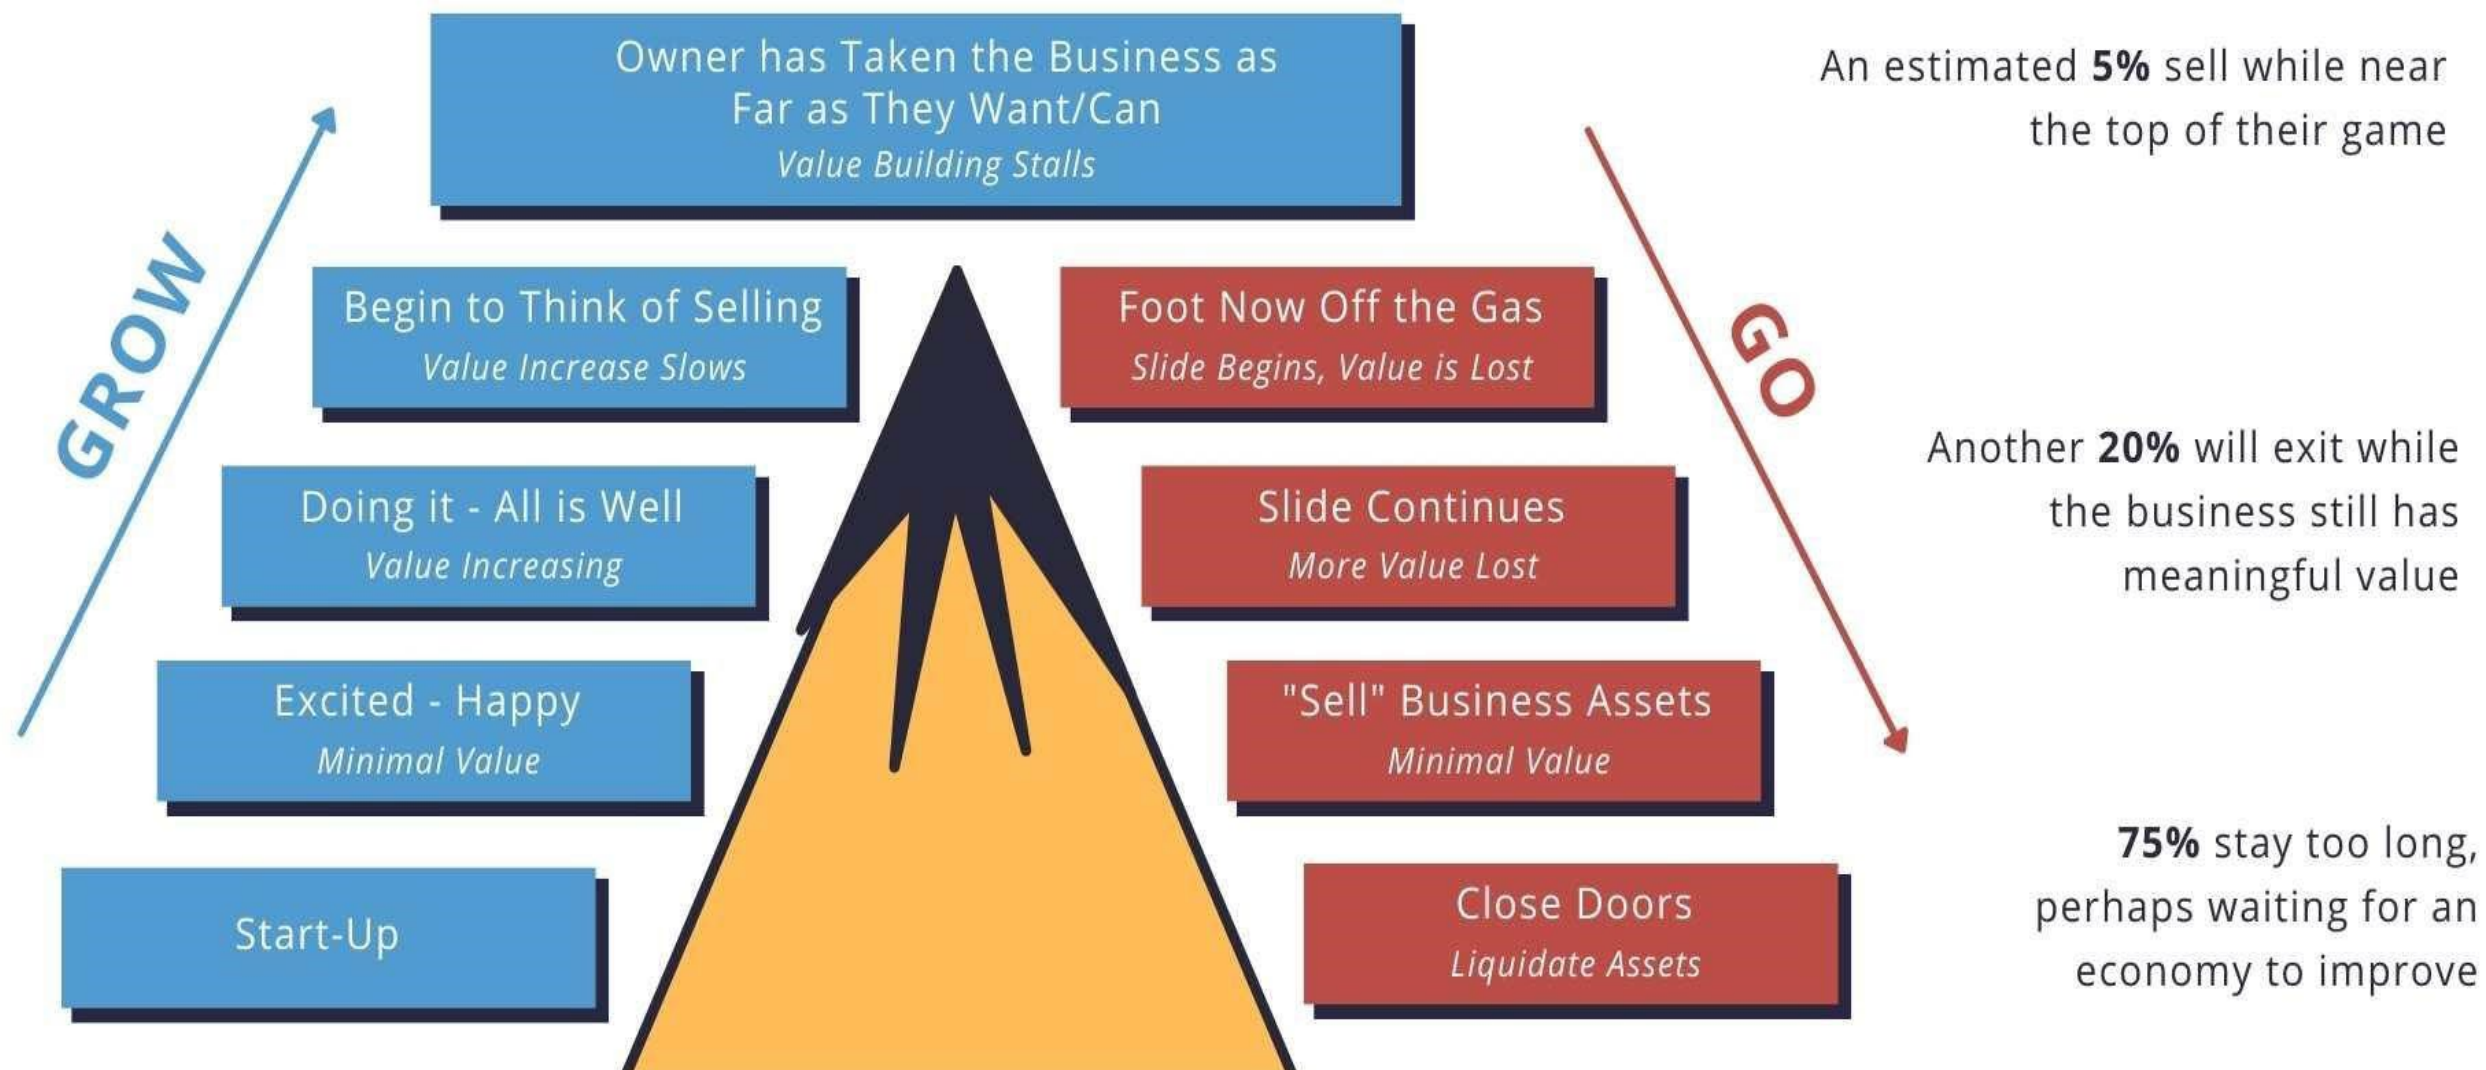 Owner has Taken the Business as
Far as They Want/Can
Value Building Stalls
GROW
Begin to Think of Selling
Value Increase Slows
Doing it - All is Well
Value Increasing
Excited - Happy
Minimal Value
Start-Up
GO
Foot Now Off the Gas
Slide Begins, Value is Lost
Slide Continues
More Value Lost
"Sell" Business Assets
Minimal Value
Close Doors
Liquidate Assets
An estimated 5% sell while near
the top of their game
Another 20% will exit while
the business still has
meaningful value
75% stay too long,
perhaps waiting for an
economy to improve